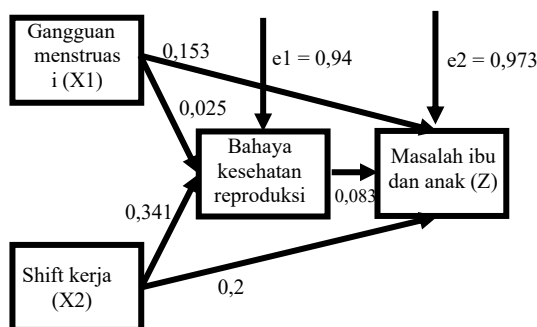 Gangguan
menstruas
i (X1)
0,153
e1 = 0,94
e2 = 0,973
0,025
Bahaya
kesehatan
reproduksi
Masalah ibu
dan anak (Z)
0,083
0,341
Shift kerja
(X2)
0,2